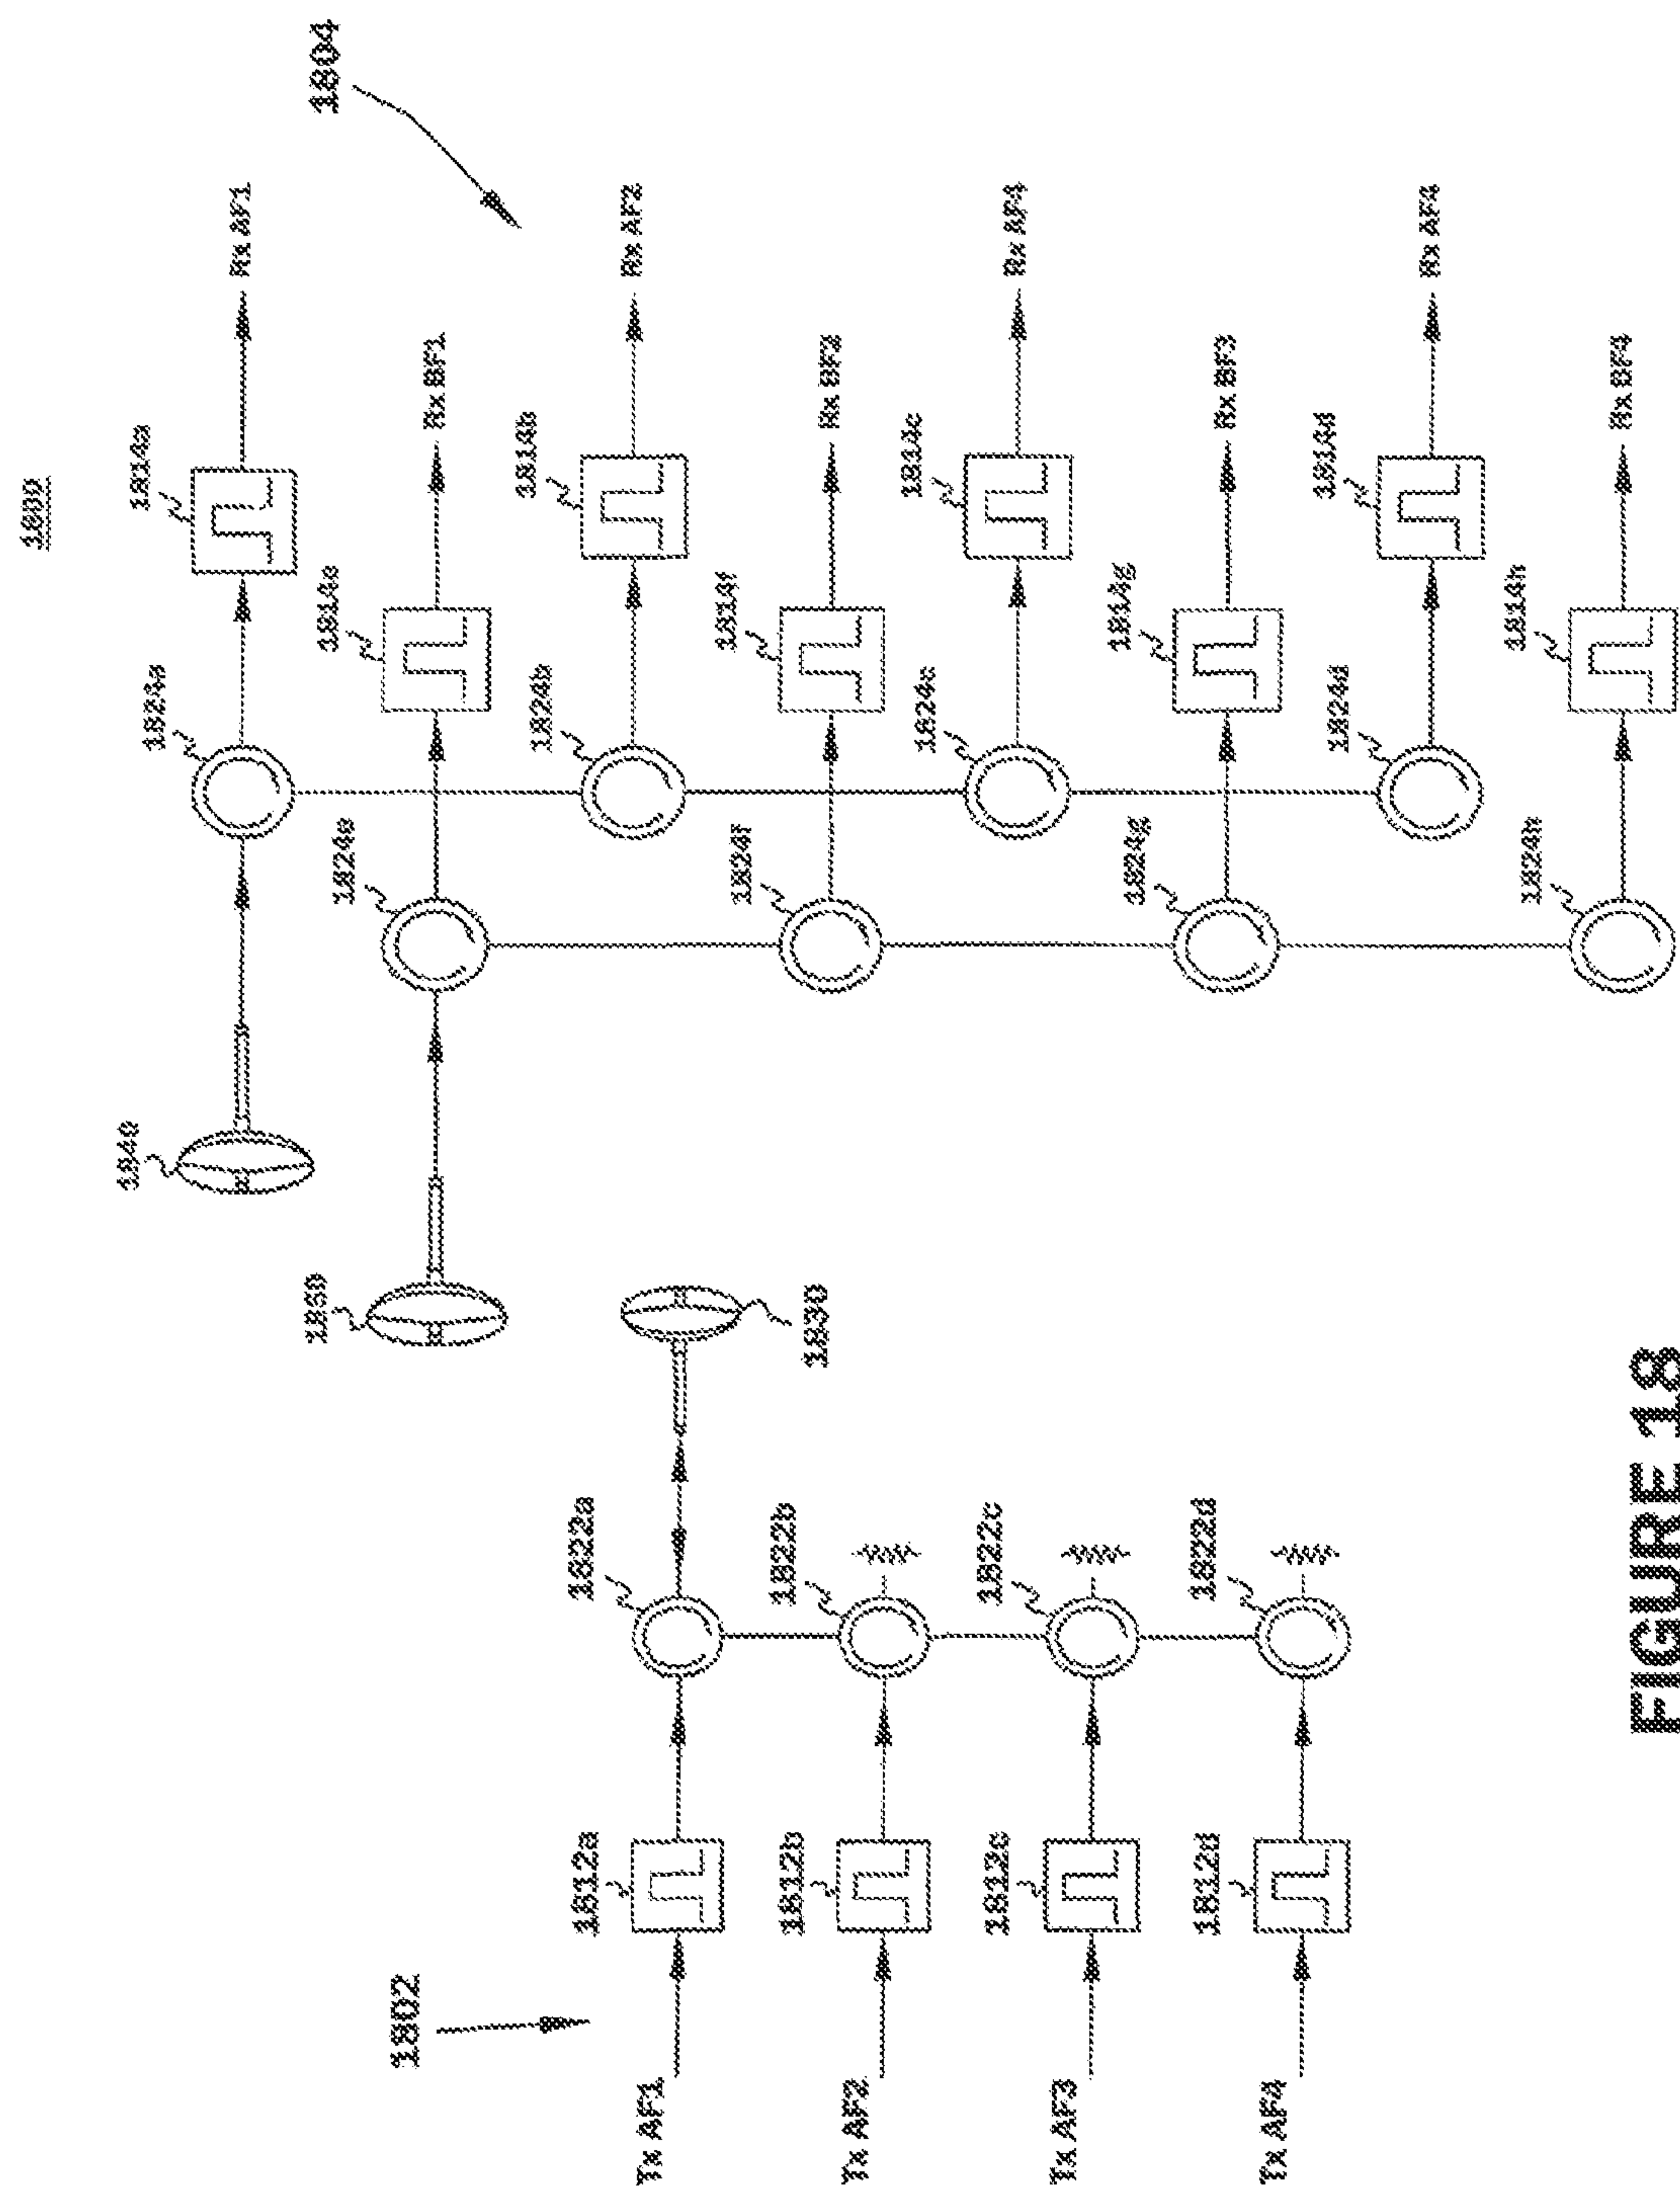 1800
1804
1840
1824a
1814a
Rx AF1
1860
1824e
1814e
Rx BF1
1824b
1814b
Rx AF2
1824f
1814f
Rx BF2
1824c
1814c
Rx AF4
1824g
1814g
Rx BF3
1824d
1814d
Rx AF4
1824h
1814h
Rx BF4
1802
1830
Tx AF1
1812a
1822a
Tx AF2
1812b
1822b
Tx AF3
1812c
1822c
Tx AF4
1812d
1822d
FIGURE 18